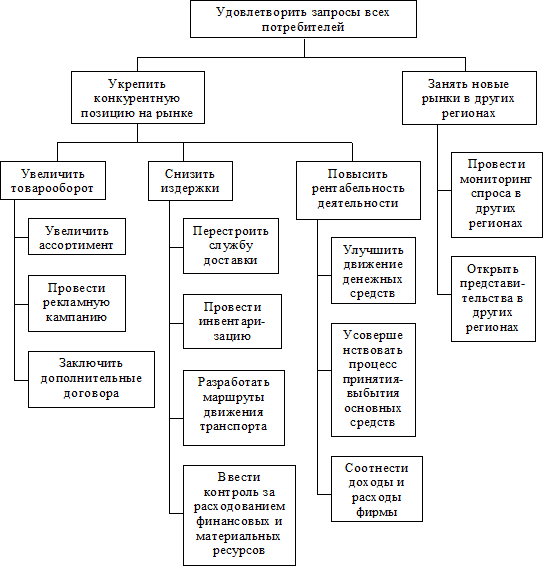 Удовлетворить запросы всех
потребителей
Укрепить
конкурентную
позицию на рынке
Занять новые
рынки в других
регионах
Увеличить
товарооборот
Снизить
издержки
Повысить
рентабельность
деятельности
Провести
мониторинг
спроса в
других
регионах
Увеличить
ассортимент
Перестроить
службу
доставки
Улучшить
движение
денежных
средств
Открыть
представи-
тельства в
других
регионах
Провести
рекламную
кампанию
Провести
инвентари-
зацию
Усоверше
нствовать
процесс
принятия-
выбытия
основных
средств
Заключить
дополнительные
договора
Разработать
маршруты
движения
транспорта
Ввести
контроль за
расходованием
финансовых и
материальных
ресурсов
Соотнести
доходы и
расходы
фирмы